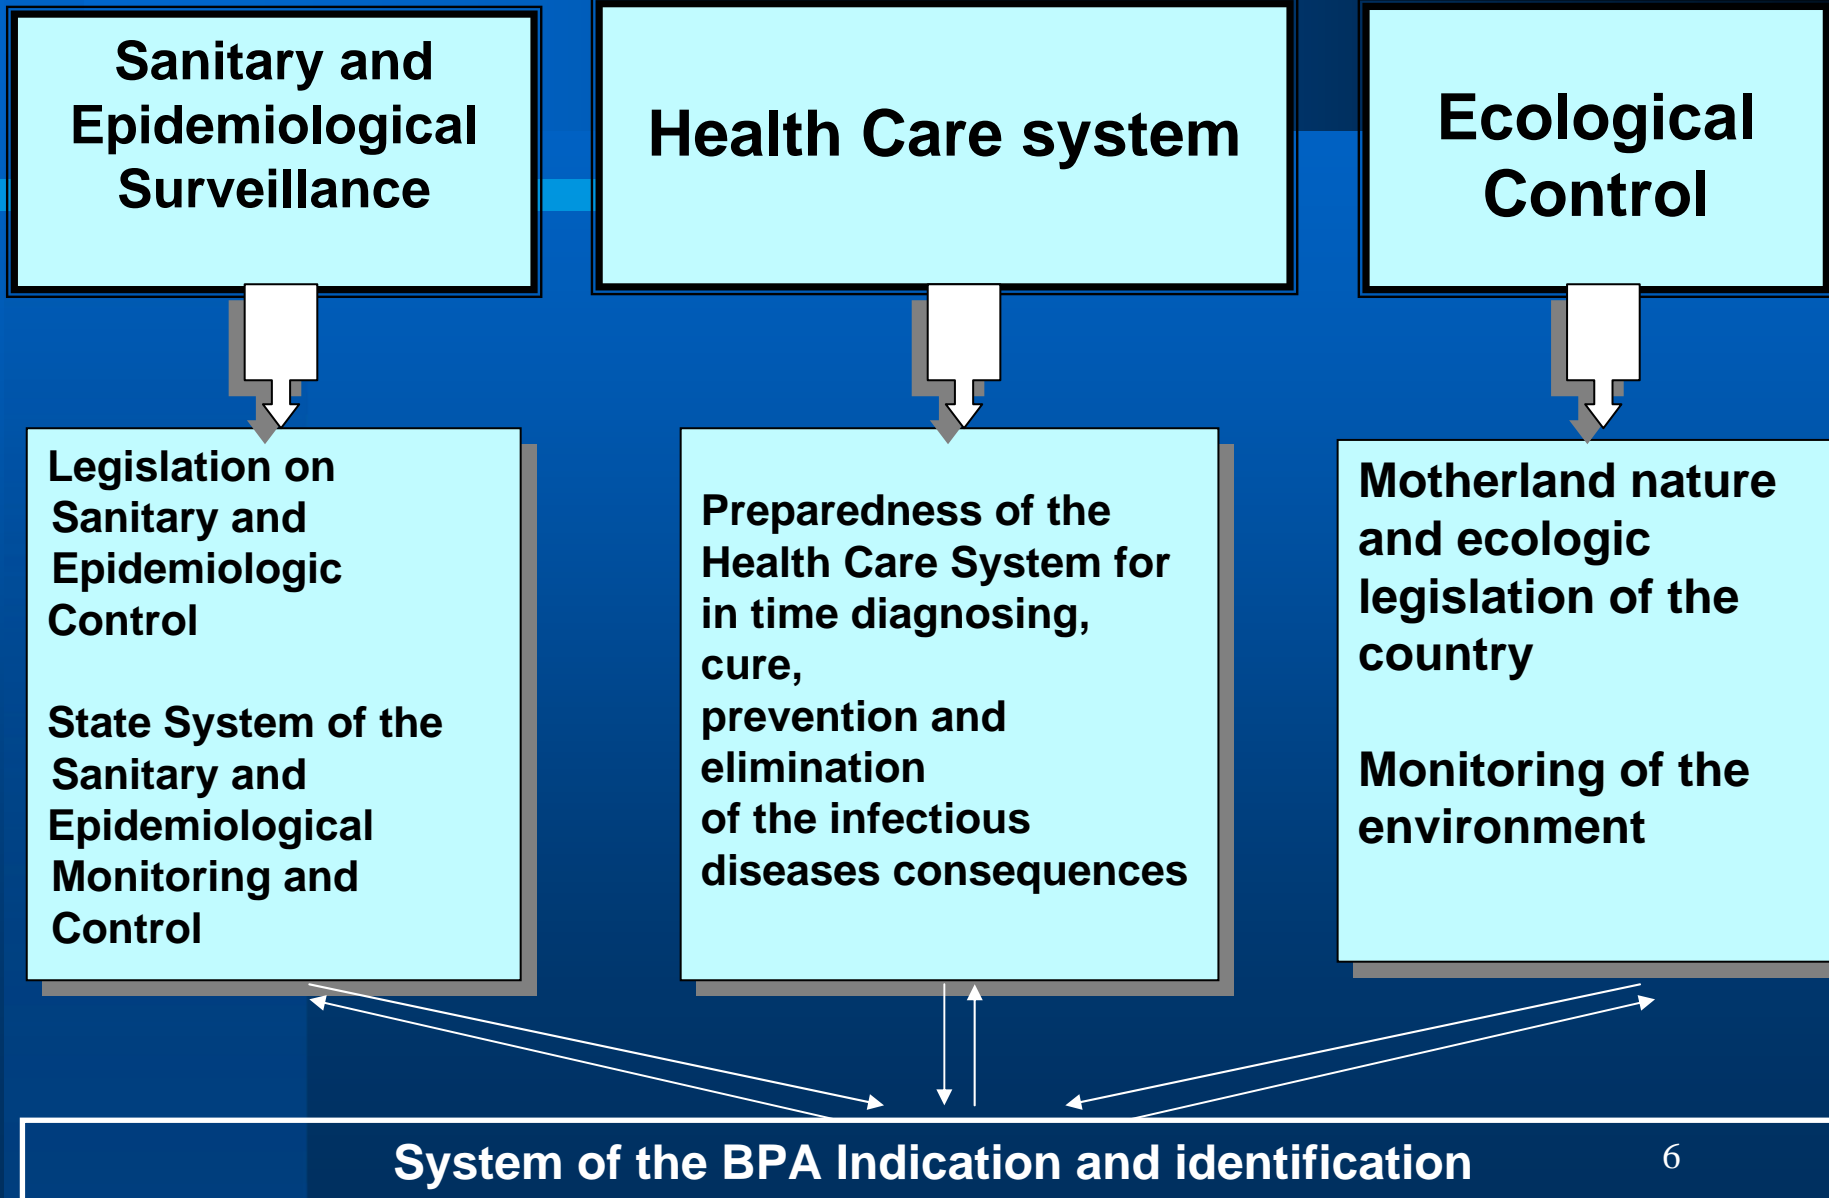 Sanitary and
Epidemiological
Surveillance
Health Care system
Ecological
Control
Legislation on
Sanitary and
Epidemiologic
Control
State System of the
Sanitary and
Epidemiological
Monitoring and
Control
Preparedness of the
Health Care System for
in time diagnosing,
cure,
prevention and
elimination
of the infectious
diseases consequences
Motherland nature
and ecologic
legislation of the
country
Monitoring of the
environment
System of the BPA Indication and identification
6